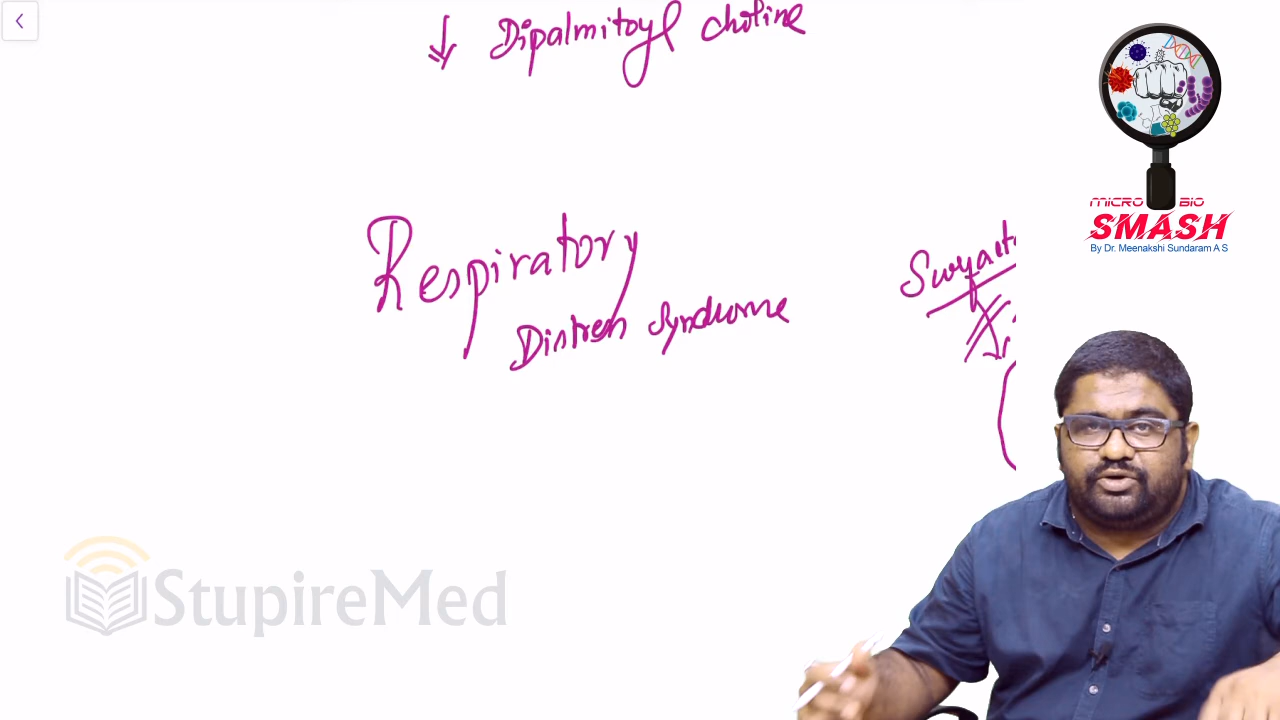 ↓ Dipalmitoyl choline
Respiratory
Distress syndrome
MICRO BIO
SMASH
By Dr. Meenakshi Sundaram A S
StupireMed